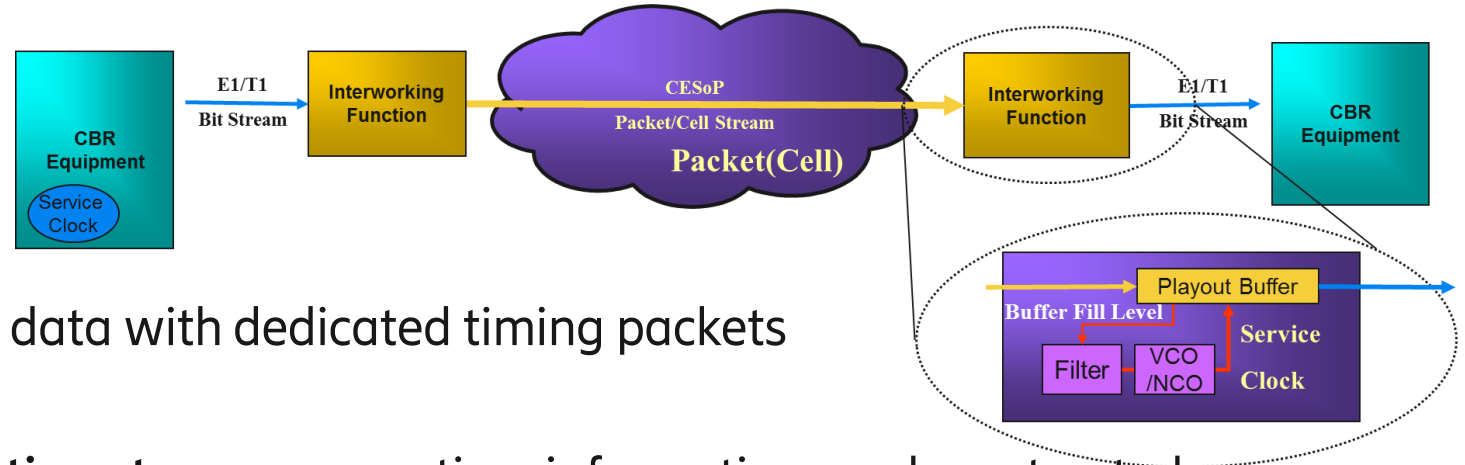 CBR
Equipment
Service
Clock
E1/T1
Bit Stream
Interworking
Function
CESoP
Packet/Cell Stream
Packet(Cell)
Interworking
Function
E1/T1
Bit Stream
CBR
Equipment
data with dedicated timing packets
Playout Buffer
Buffer Fill Level
Filter
VCO
/NCO
Service
Clock